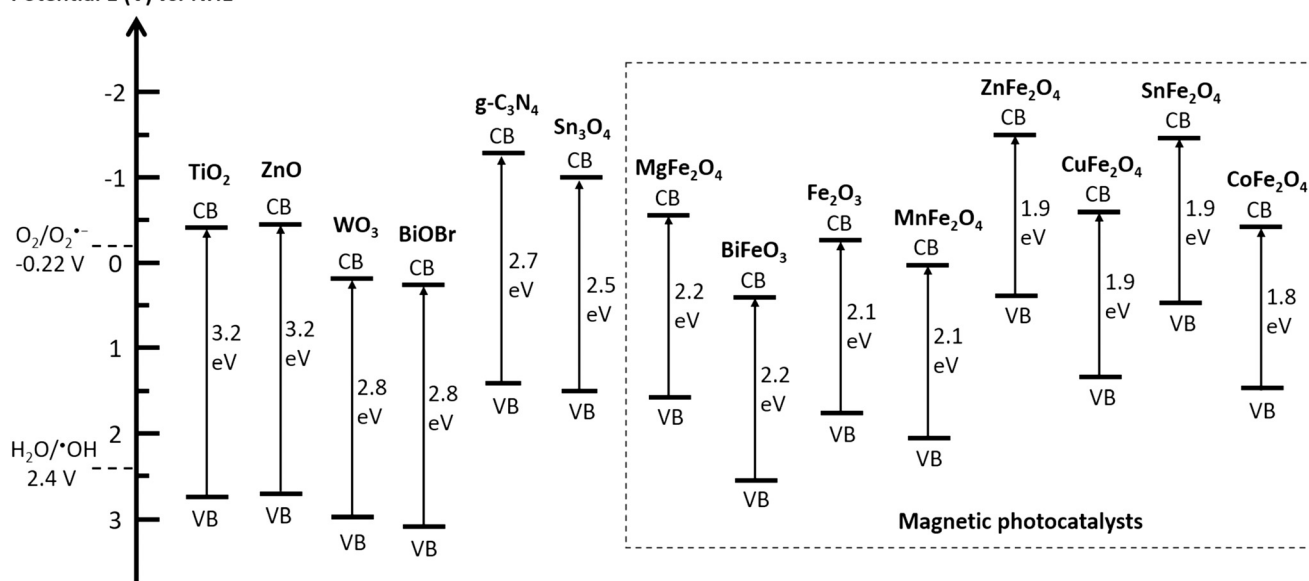 -2
-1
0
1
2
3
O₂/O₂•⁻
-0.22 V
H₂O/•OH
2.4 V
TiO₂
CB
3.2
eV
VB
ZnO
CB
3.2
eV
VB
WO₃
CB
2.8
eV
VB
BiOBr
CB
2.8
eV
VB
g-C₃N₄
CB
2.7
eV
VB
Sn₃O₄
CB
2.5
eV
VB
MgFe₂O₄
CB
2.2
eV
VB
BiFeO₃
CB
2.2
eV
VB
Fe₂O₃
CB
2.1
eV
VB
MnFe₂O₄
CB
2.1
eV
VB
ZnFe₂O₄
CB
1.9
eV
VB
CuFe₂O₄
CB
1.9
eV
VB
SnFe₂O₄
CB
1.9
eV
VB
CoFe₂O₄
CB
1.8
eV
VB
Magnetic photocatalysts